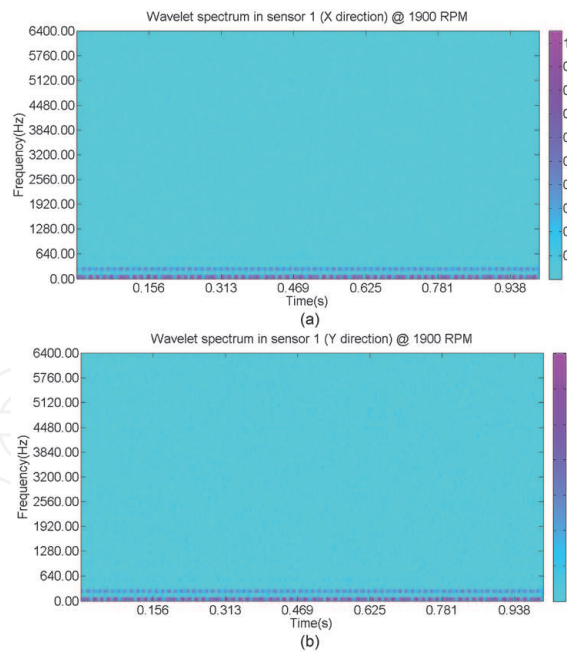 Wavelet spectrum in sensor 1 (X direction) @ 1900 RPM
Frequency(Hz)
6400.00
5760.00
5120.00
4480.00
3840.00
3200.00
2560.00
1920.00
1280.00
640.00
0.00
0.156 0.313 0.469 0.625 0.781 0.938
Time(s)
(a)
Wavelet spectrum in sensor 1 (Y direction) @ 1900 RPM
Frequency(Hz)
6400.00
5760.00
5120.00
4480.00
3840.00
3200.00
2560.00
1920.00
1280.00
640.00
0.00
0.156 0.313 0.469 0.625 0.781 0.938
Time(s)
(b)